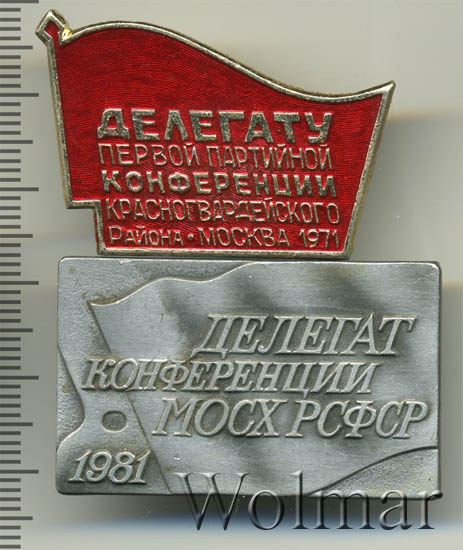 ДЕЛЕГАТУ
ПЕРВОЙ ПАРТИЙНОЙ
КОНФЕРЕНЦИИ
КРАСНОГВАРДЕЙСКОГО
РАЙОНА • МОСКВА 1971
ДЕЛЕГАТ
КОНФЕРЕНЦИИ
МОСХ РСФСР
1981
Wolmar